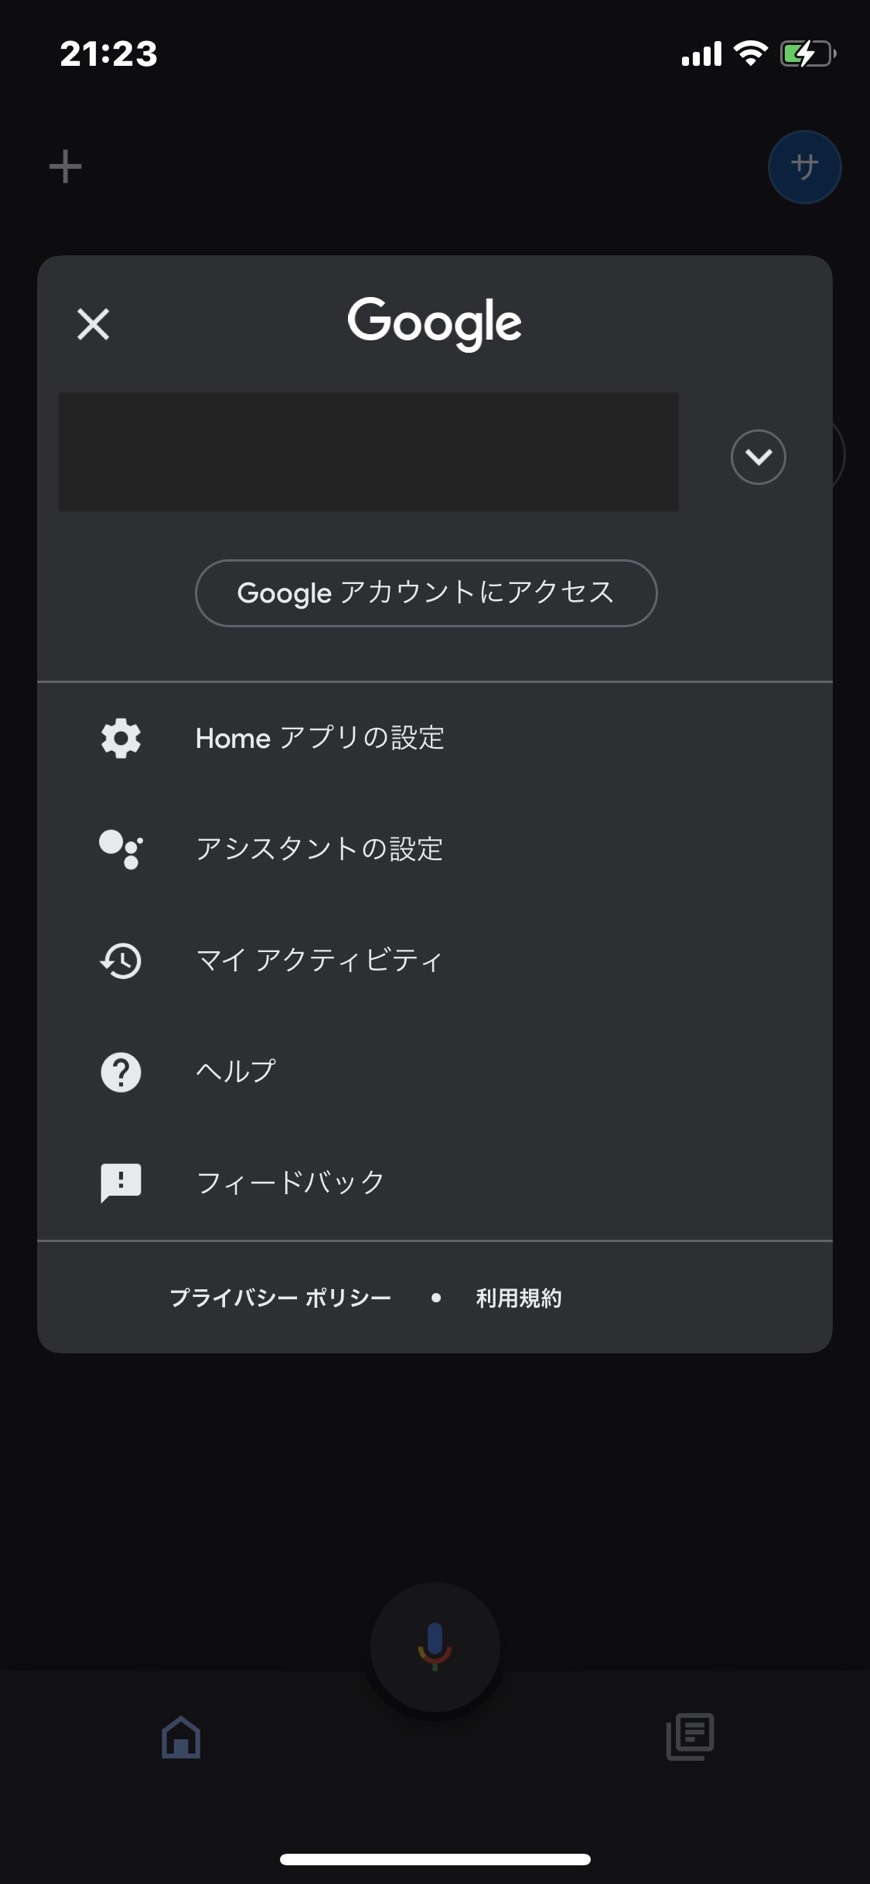 21:23
サ
Google
Google アカウントにアクセス
Home アプリの設定
アシスタントの設定
マイ アクティビティ
ヘルプ
フィードバック
プライバシー ポリシー • 利用規約